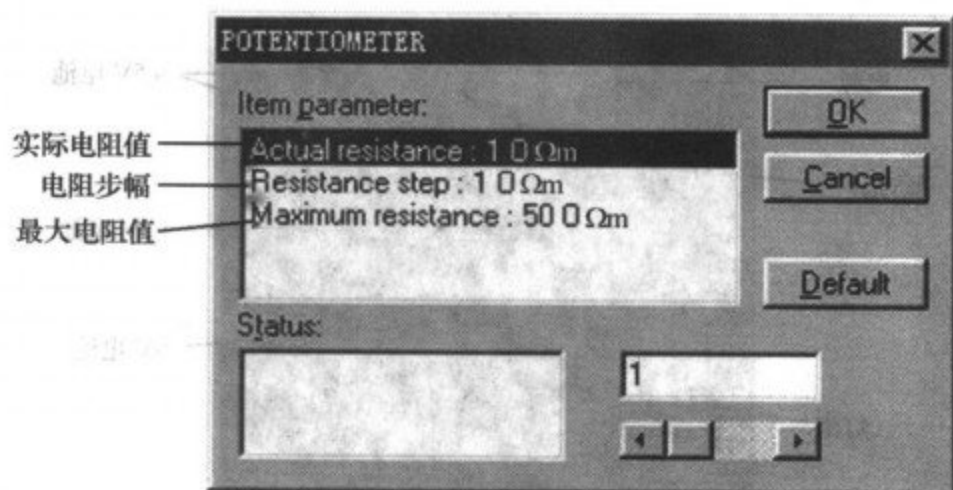 POTENTIOMETER
Item parameter:
OK
实际电阻值
Actual resistance : 1 0 Ωm
电阻步幅
Resistance step : 1 0 Ωm
Cancel
最大电阻值
Maximum resistance : 50 0 Ωm
Default
Status:
1